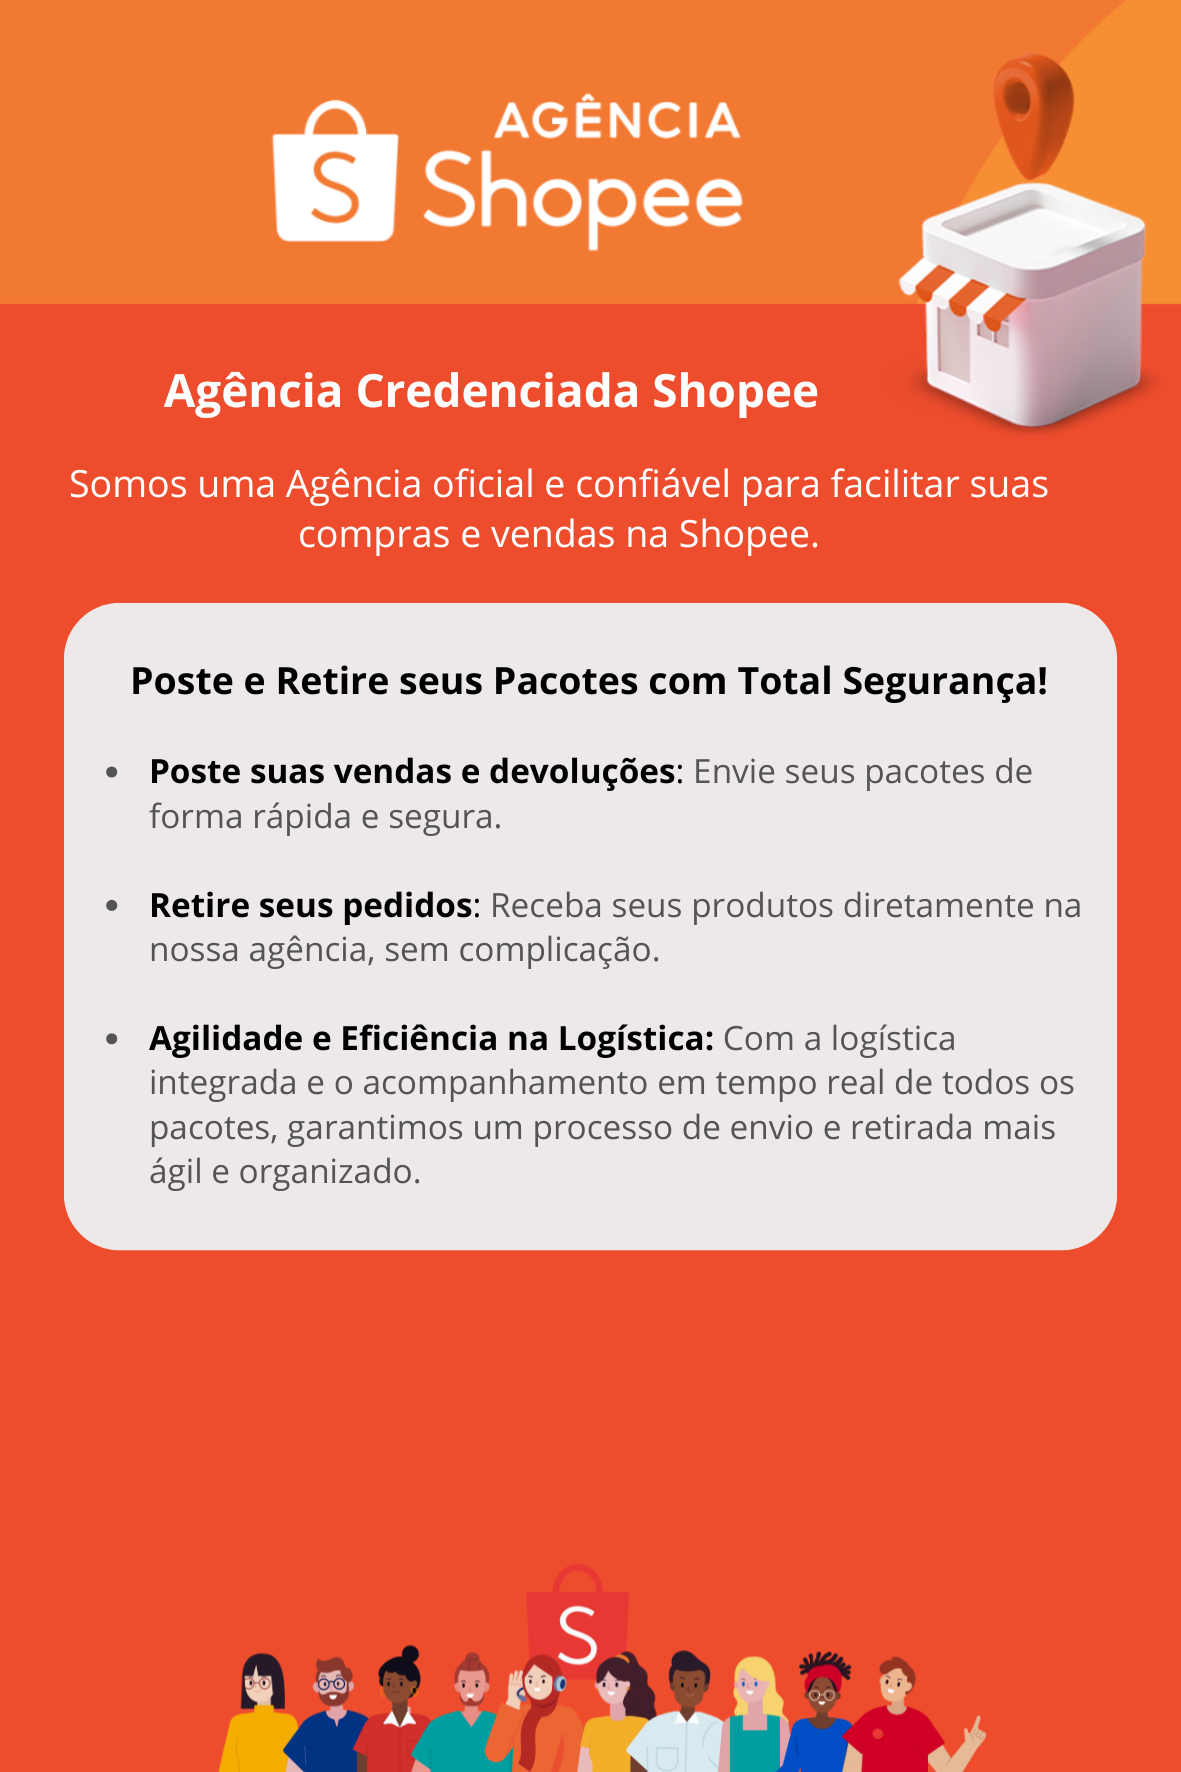 AGÊNCIA
S Shopee
Agência Credenciada Shopee
Somos uma Agência oficial e confiável para facilitar suas
compras e vendas na Shopee.
Poste e Retire seus Pacotes com Total Segurança!
• Poste suas vendas e devoluções: Envie seus pacotes de
forma rápida e segura.
• Retire seus pedidos: Receba seus produtos diretamente na
nossa agência, sem complicação.
• Agilidade e Eficiência na Logística: Com a logística
integrada e o acompanhamento em tempo real de todos os
pacotes, garantimos um processo de envio e retirada mais
ágil e organizado.
S